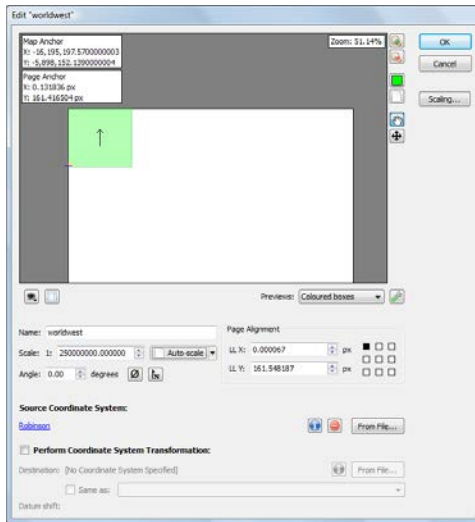 Edit "worldwest"
Map Anchor
X: -16,195,197.5700000003
Y: -5,898,152.1390000004
Page Anchor
X: 0.131836 px
Y: 161.416504 px
Zoom: 51.14%
OK
Cancel
Scaling...
Previews: Coloured boxes
Name: worldwest
Scale: 1: 250000000.000000 Auto-scale
Angle: 0.00 degrees
Page Alignment
LL X: 0.000067 px
LL Y: 161.548187 px
Source Coordinate System:
Robinson
From File...
Perform Coordinate System Transformation:
Destination: [No Coordinate System Specified] From File...
Same as:
Datum shift: